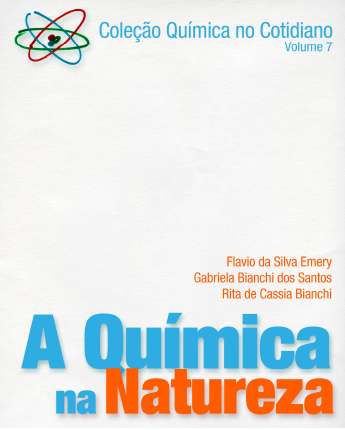 Coleção Química no Cotidiano
Volume 7
Flavio da Silva Emery
Gabriela Bianchi dos Santos
Rita de Cassia Bianchi
A Química
na Natureza